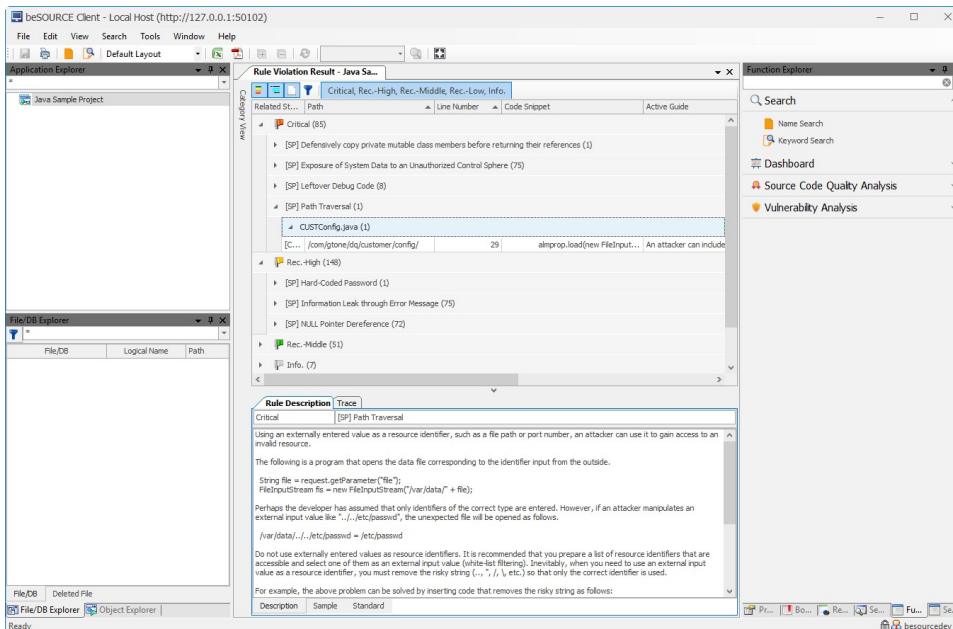 beSOURCE Client - Local Host (http://127.0.0.1:50102)
File Edit View Search Tools Window Help
Default Layout
Application Explorer
*
Java Sample Project
File/DB Explorer
*
File/DB Logical Name Path
File/DB Deleted File
File/DB Explorer Object Explorer
Category View
Rule Violation Result - Java Sa...
Critical, Rec.-High, Rec.-Middle, Rec.-Low, Info.
Related St... Path Line Number Code Snippet Active Guide
Critical (85)
[SP] Defensively copy private mutable class members before returning their references (1)
[SP] Exposure of System Data to an Unauthorized Control Sphere (75)
[SP] Leftover Debug Code (8)
[SP] Path Traversal (1)
CUSTConfig.java (1)
[C... /com/gtone/dq/customer/config/ 29 almprop.load(new FileInput... An attacker can include
Rec.-High (148)
[SP] Hard-Coded Password (1)
[SP] Information Leak through Error Message (75)
[SP] NULL Pointer Dereference (72)
Rec.-Middle (51)
Info. (7)
Rule Description Trace
Critical [SP] Path Traversal
Using an externally entered value as a resource identifier, such as a file path or port number, an attacker can use it to gain access to an
invalid resource.
The following is a program that opens the data file corresponding to the identifier input from the outside.
String file = request.getParameter("file");
FileInputStream fis = new FileInputStream("/var/data/" + file);
Perhaps the developer has assumed that only identifiers of the correct type are entered. However, if an attacker manipulates an
external input value like "../../etc/passwd", the unexpected file will be opened as follows.
/var/data/../../etc/passwd = /etc/passwd
Do not use externally entered values as resource identifiers. It is recommended that you prepare a list of resource identifiers that are
accessible and select one of them as an external input value (white-list filtering). Inevitably, when you need to use an external input
value as a resource identifier, you must remove the risky string (.., ", /, \, etc.) so that only the correct identifier is used.
For example, the above problem can be solved by inserting code that removes the risky string as follows:
Description Sample Standard
Function Explorer
Search
Name Search
Keyword Search
Dashboard
Source Code Quality Analysis
Vulnerability Analysis
Pr... Bo... Re... Se... Fu... Se
Ready
besourcedev